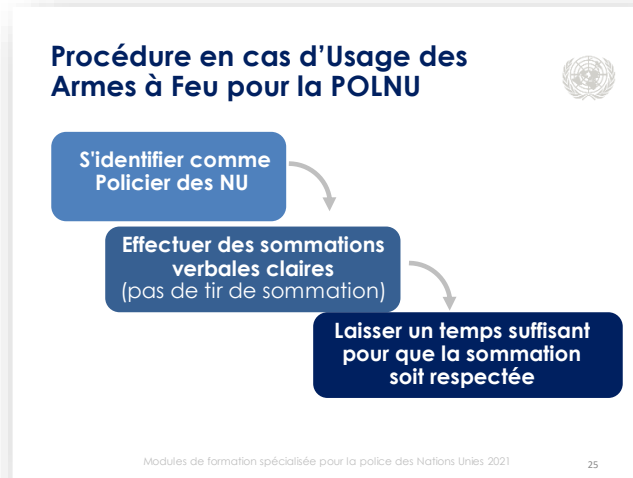 Procédure en cas d’Usage des
Armes à Feu pour la POLNU
S'identifier comme
Policier des NU
Effectuer des sommations
verbales claires
(pas de tir de sommation)
Laisser un temps suffisant
pour que la sommation
soit respectée
Modules de formation spécialisée pour la police des Nations Unies 2021
25